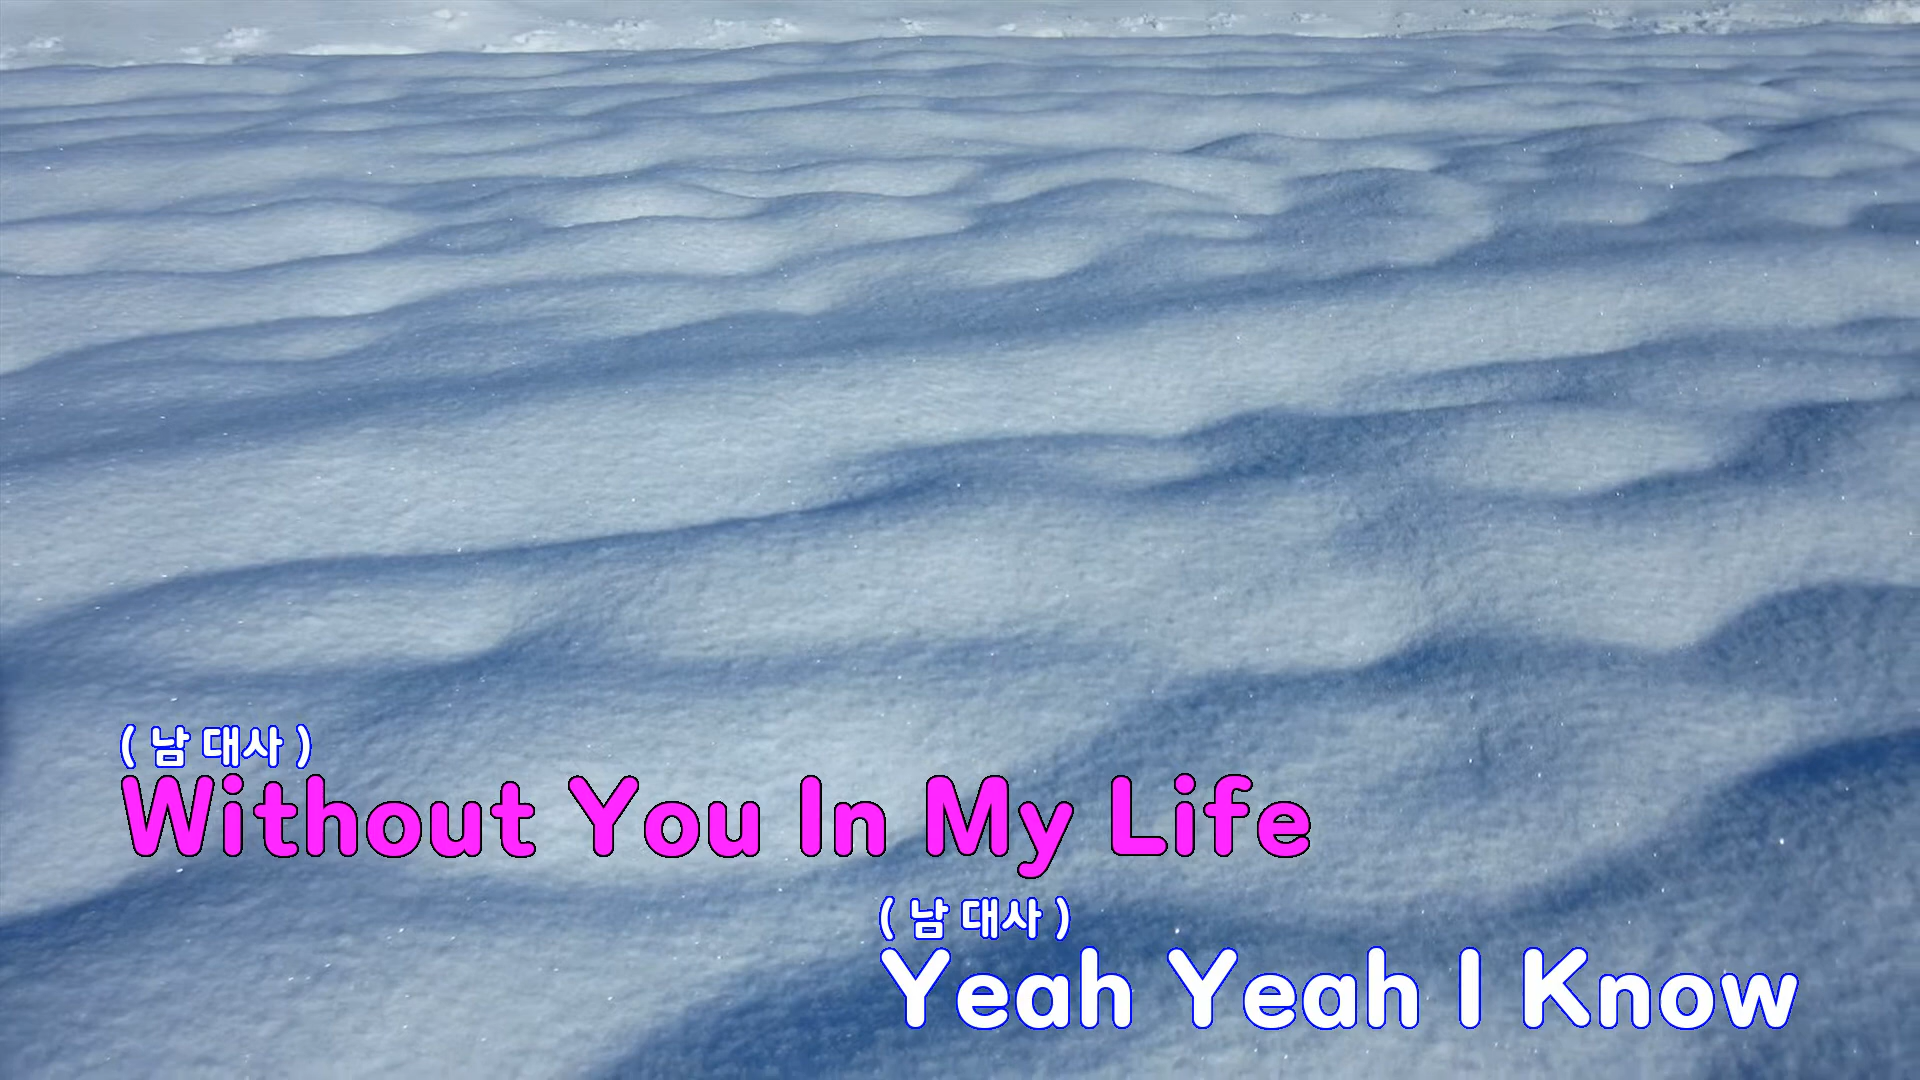 ( 남 대사 )
Without You In My Life
( 남 대사 )
Yeah Yeah I Know